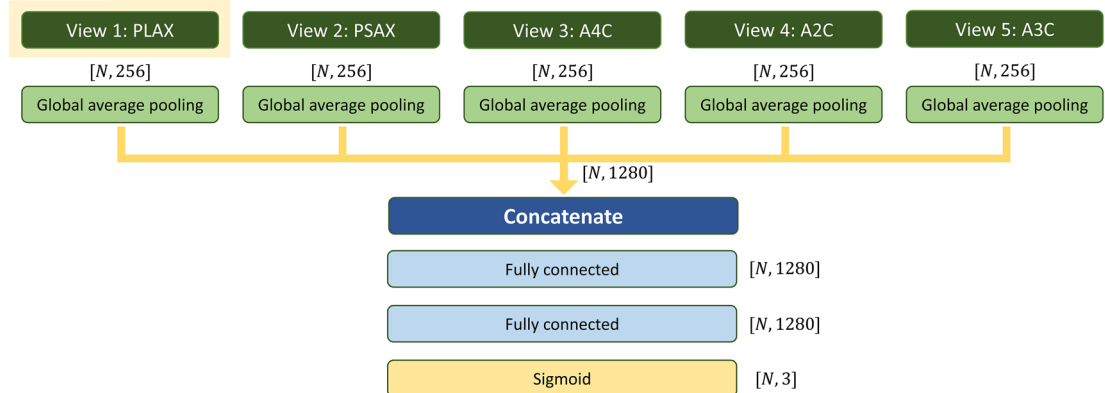 View 1: PLAX View 2: PSAX View 3: A4C View 4: A2C View 5: A3C
[N, 256] [N, 256] [N, 256] [N, 256] [N, 256]
Global average pooling Global average pooling Global average pooling Global average pooling Global average pooling
[N, 1280]
Concatenate
Fully connected [N, 1280]
Fully connected [N, 1280]
Sigmoid [N, 3]